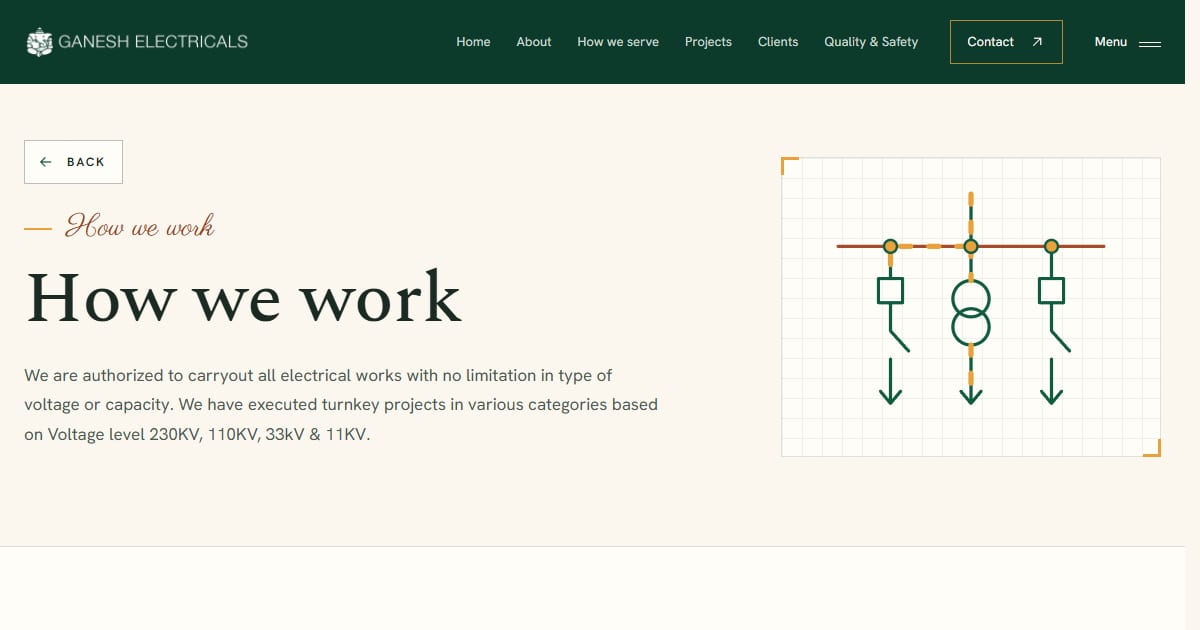 GANESH ELECTRICALS
Home About How we serve Projects Clients Quality & Safety Contact Menu
BACK
How we work
How we work
We are authorized to carryout all electrical works with no limitation in type of
voltage or capacity. We have executed turnkey projects in various categories based
on Voltage level 230KV, 110KV, 33kV & 11KV.